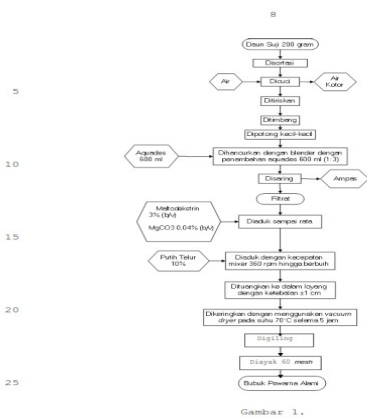 8
Daun Suji 200 gram
Disortasi
Air
Dicuci
Air
Kotor
5
Ditiriskan
Ditimbang
Dipotong kecil-kecil
Aquades
600 ml
Dihancurkan dengan blender dengan
penambahan aquades 600 ml (1:3)
10
Disaring
Ampas
Filtrat
Maltodekstrin
3% (b/v)
MgCO3 0.04% (b/v)
Diaduk sampai rata
15
Putih Telur
10%
Diaduk dengan kecepatan
mixer 360 rpm hingga berbuih
Dituangkan ke dalam loyang
dengan ketebalan ±1 cm
20
Dikeringkan dengan menggunakan vacuum
dryer pada suhu 70°C selama 5 jam
Digiling
Diayak 60 mesh
25
Bubuk Pewarna Alami
Gambar 1.